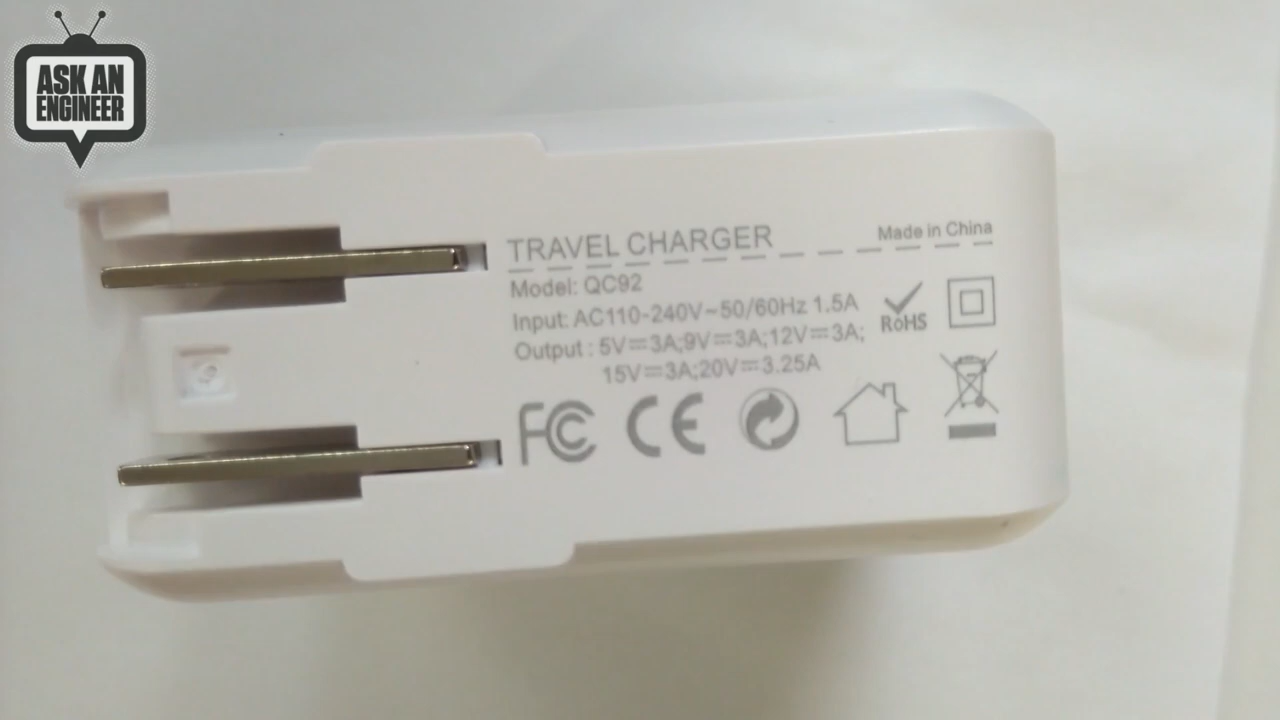 ASK AN
ENGINEER
TRAVEL CHARGER
Made in China
Model: QC92
Input: AC110-240V~50/60Hz 1.5A
Output : 5V⎓3A;9V⎓3A;12V⎓3A;
15V⎓3A;20V⎓3.25A
RoHS
FC CE